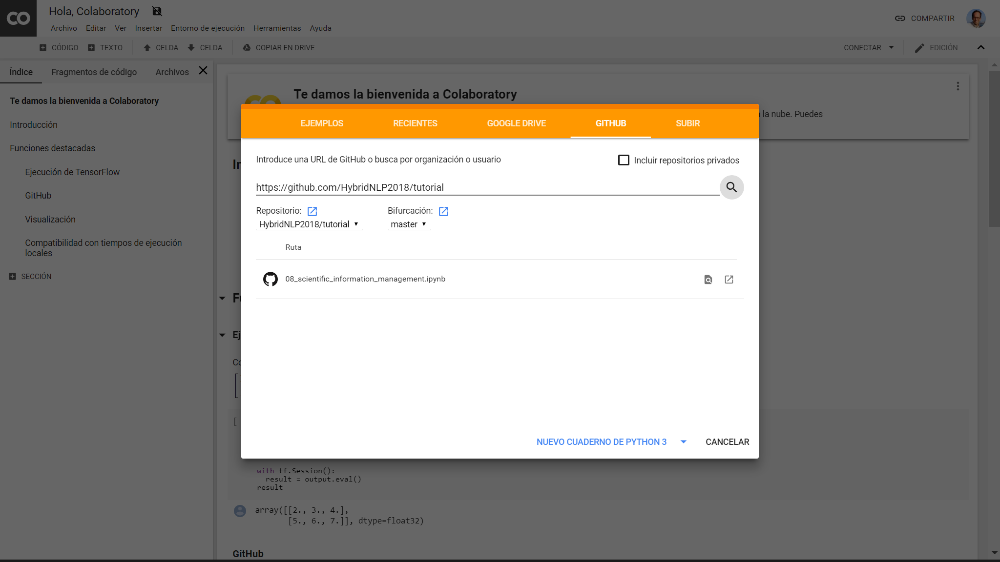 Hola, Colaboratory
Archivo Editar Ver Insertar Entorno de ejecución Herramientas Ayuda
COMPARTIR
CÓDIGO TEXTO CELDA CELDA COPIAR EN DRIVE
CONECTAR EDICIÓN
Índice Fragmentos de código Archivos
Te damos la bienvenida a Colaboratory
Introducción
Funciones destacadas
Ejecución de TensorFlow
GitHub
Visualización
Compatibilidad con tiempos de ejecución
locales
SECCIÓN
Te damos la bienvenida a Colaboratory
la nube. Puedes
EJEMPLOS RECIENTES GOOGLE DRIVE GITHUB SUBIR
Introduce una URL de GitHub o busca por organización o usuario
Incluir repositorios privados
https://github.com/HybridNLP2018/tutorial
Repositorio: Bifurcación:
HybridNLP2018/tutorial master
Ruta
08_scientific_information_management.ipynb
NUEVO CUADERNO DE PYTHON 3 CANCELAR
with tf.Session():
result = output.eval()
result
array([[2., 3., 4.],
[5., 6., 7.]], dtype=float32)
GitHub